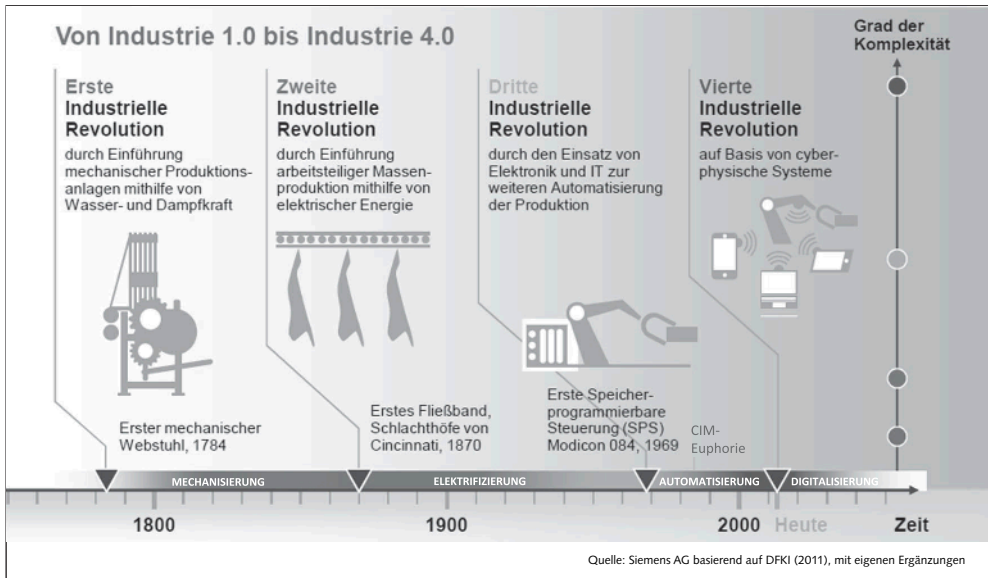 Von Industrie 1.0 bis Industrie 4.0
Grad der
Komplexität
Erste
Industrielle
Revolution
durch Einführung
mechanischer Produktions-
anlagen mithilfe von
Wasser- und Dampfkraft
Zweite
Industrielle
Revolution
durch Einführung
arbeitsteiliger Massen-
produktion mithilfe von
elektrischer Energie
Dritte
Industrielle
Revolution
durch den Einsatz von
Elektronik und IT zur
weiteren Automatisierung
der Produktion
Vierte
Industrielle
Revolution
auf Basis von cyber-
physische Systeme
Erster mechanischer
Webstuhl, 1784
Erstes Fließband,
Schlachthöfe von
Cincinnati, 1870
Erste Speicher-
programmierbare
Steuerung (SPS)
Modicon 084, 1969
CIM-
Euphorie
MECHANISIERUNG
ELEKTRIFIZIERUNG
AUTOMATISIERUNG
DIGITALISIERUNG
1800
1900
2000
Heute
Zeit
Quelle: Siemens AG basierend auf DFKI (2011), mit eigenen Ergänzungen